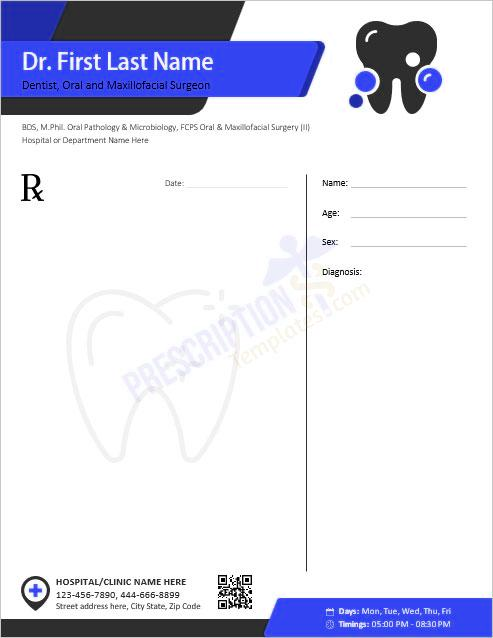 Dr. First Last Name
Dentist, Oral and Maxillofacial Surgeon
BDS, M.Phil. Oral Pathology & Microbiology, FCPS Oral & Maxillofacial Surgery (II)
Hospital or Department Name Here
℞
Date:
Name:
Age:
Sex:
Diagnosis:
PRESCRIPTION
Templates.com
HOSPITAL/CLINIC NAME HERE
123-456-7890, 444-666-8899
Street address here, City State, Zip Code
Days: Mon, Tue, Wed, Thu, Fri
Timings: 05:00 PM - 08:30 PM